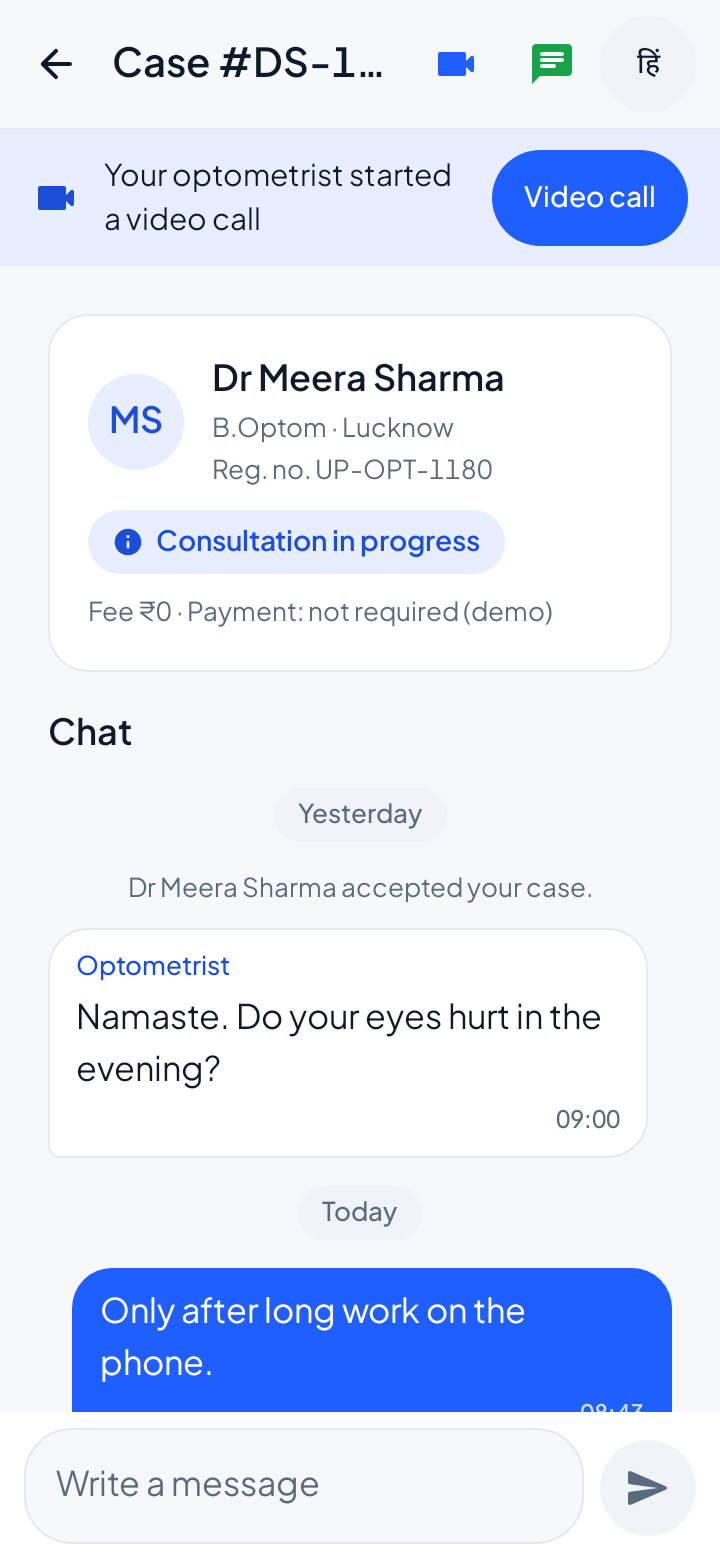 Case #DS-1…
हिं
Your optometrist started
a video call
Video call
MS
Dr Meera Sharma
B.Optom · Lucknow
Reg. no. UP-OPT-1180
Consultation in progress
Fee ₹0 · Payment: not required (demo)
Chat
Yesterday
Dr Meera Sharma accepted your case.
Optometrist
Namaste. Do your eyes hurt in the
evening?
09:00
Today
Only after long work on the
phone.
Write a message